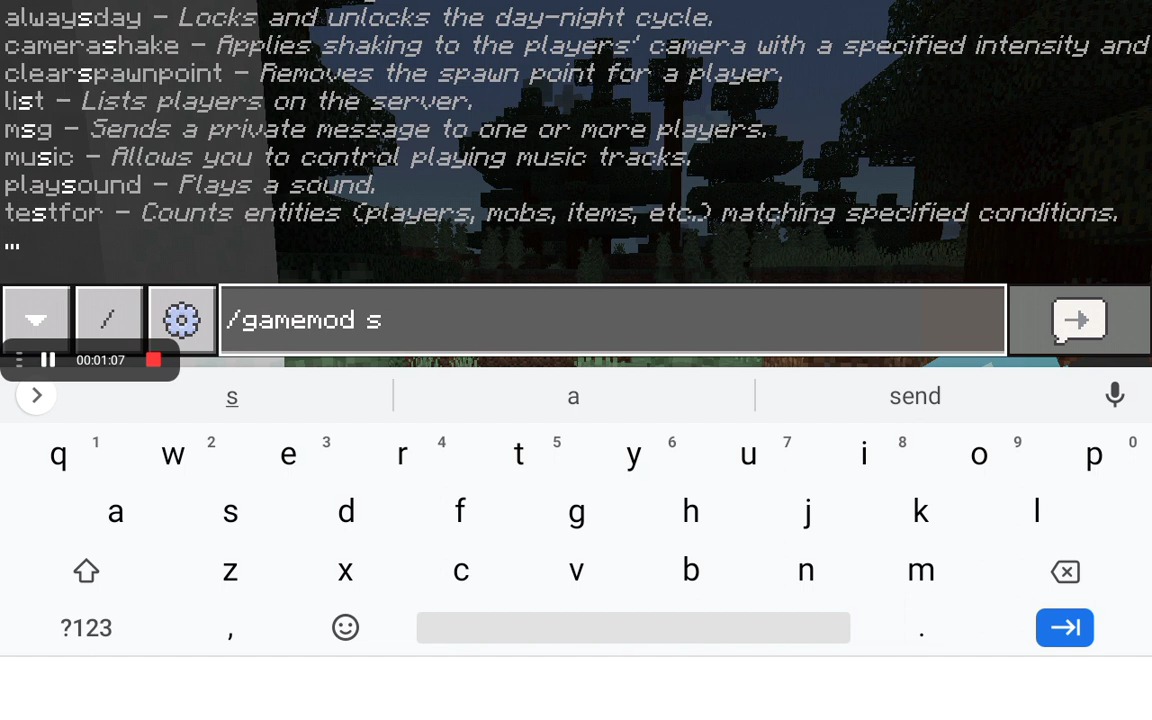 alwaysday – Locks and unlocks the day-night cycle.
camerashake – Applies shaking to the players' camera with a specified intensity and
clearspawnpoint – Removes the spawn point for a player.
list – Lists players on the server.
msg – Sends a private message to one or more players.
music – Allows you to control playing music tracks.
playsound – Plays a sound.
testfor – Counts entities (players, mobs, items, etc.) matching specified conditions.
...
/ /gamemod s
00:01:07
s a send
q 1 w 2 e 3 r 4 t 5 y 6 u 7 i 8 o 9 p 0
a s d f g h j k l
z x c v b n m
?123 , .